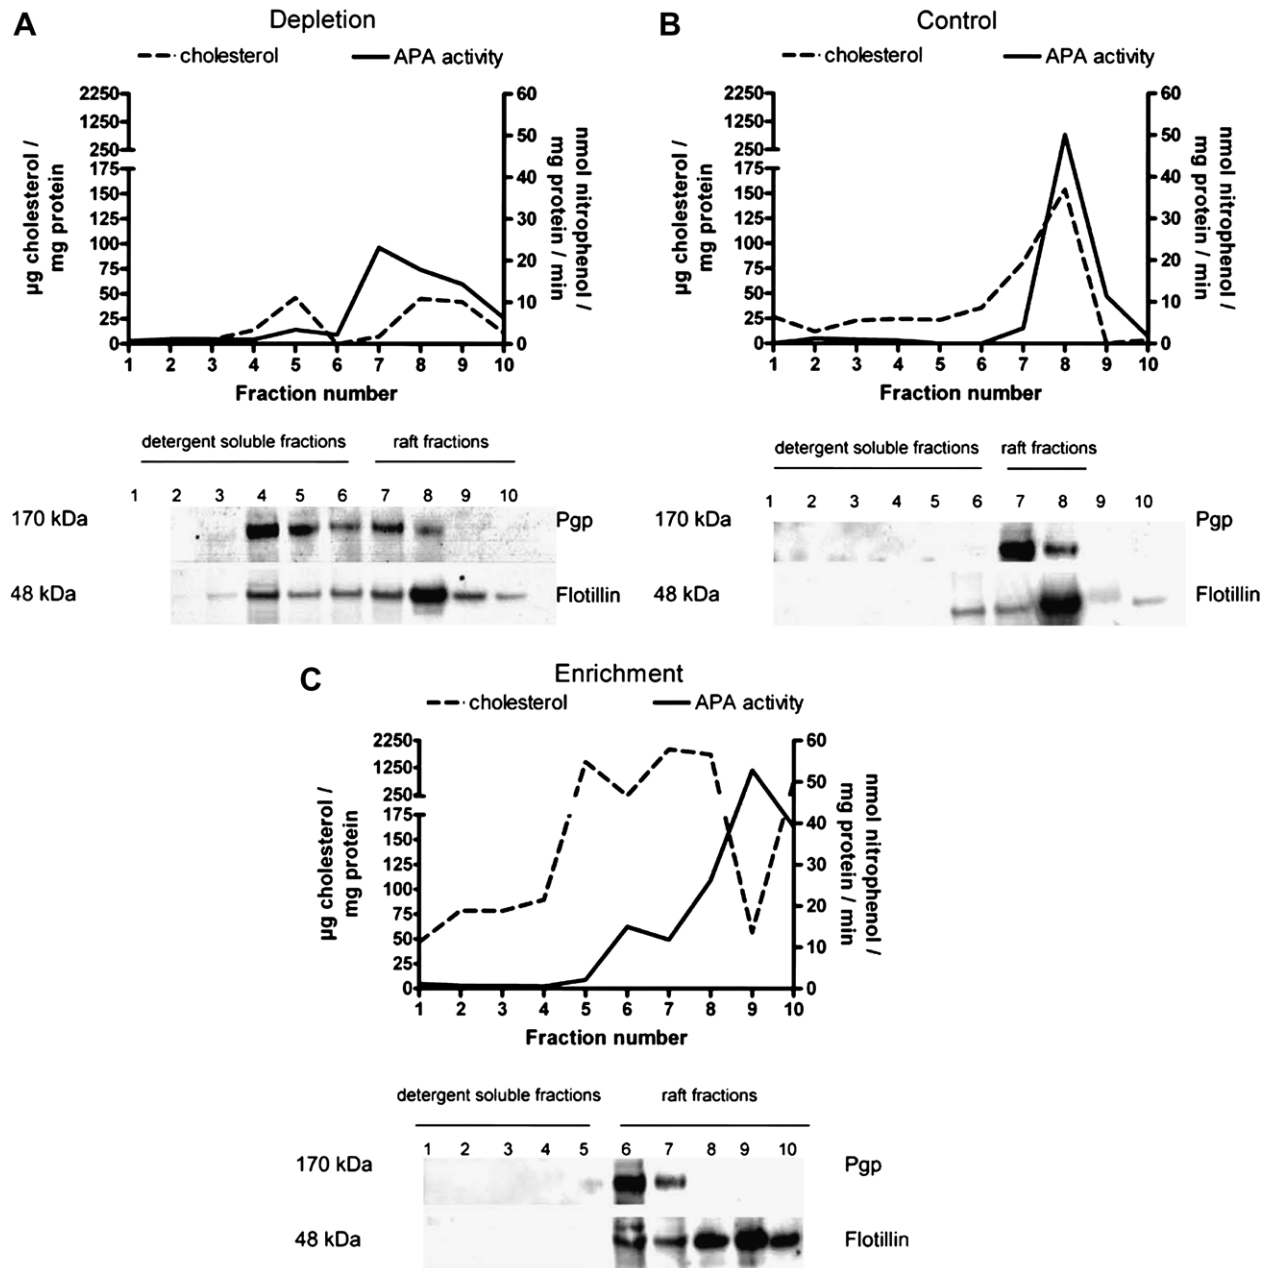 A
Depletion
cholesterol
APA activity
µg cholesterol /
mg protein
2250
1250
250
175
150
125
100
75
50
25
0
60
50
40
30
20
10
0
nmol nitrophenol /
mg protein / min
1 2 3 4 5 6 7 8 9 10
Fraction number
detergent soluble fractions
raft fractions
1 2 3 4 5 6 7 8 9 10
170 kDa
Pgp
48 kDa
Flotillin
B
Control
cholesterol
APA activity
µg cholesterol /
mg protein
2250
1250
250
175
150
125
100
75
50
25
0
60
50
40
30
20
10
0
nmol nitrophenol /
mg protein / min
1 2 3 4 5 6 7 8 9 10
Fraction number
detergent soluble fractions
raft fractions
1 2 3 4 5 6 7 8 9 10
170 kDa
Pgp
48 kDa
Flotillin
C
Enrichment
cholesterol
APA activity
µg cholesterol /
mg protein
2250
1250
250
175
150
125
100
75
50
25
0
60
50
40
30
20
10
0
nmol nitrophenol /
mg protein / min
1 2 3 4 5 6 7 8 9 10
Fraction number
detergent soluble fractions
raft fractions
1 2 3 4 5 6 7 8 9 10
170 kDa
Pgp
48 kDa
Flotillin